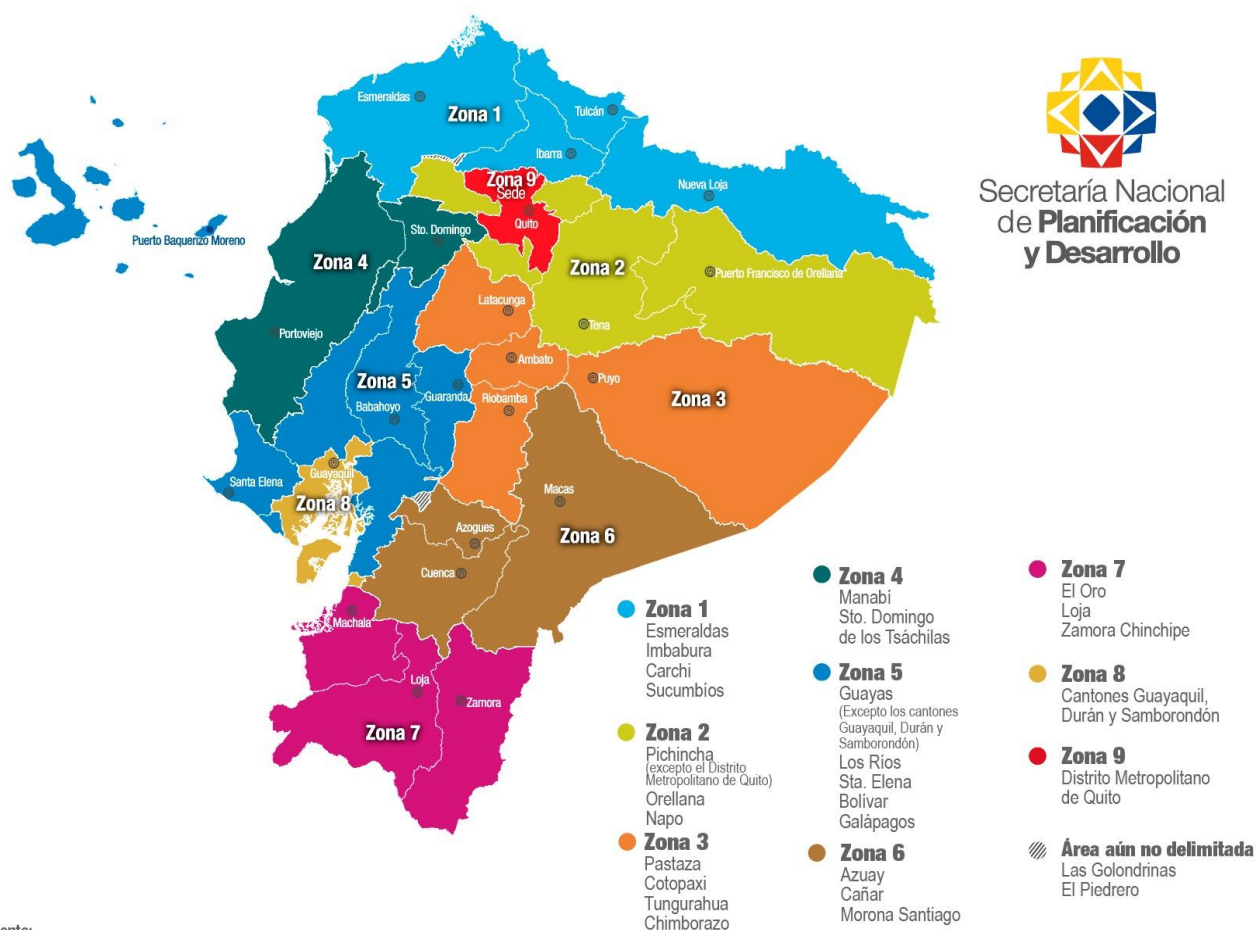 Esmeraldas
Zona 1
Tulcán
Ibarra
Zona 9
Sede
Quito
Nueva Loja
Puerto Baquerizo Moreno
Sto. Domingo
Zona 4
Zona 2
Puerto Francisco de Orellana
Latacunga
Portoviejo
Tena
Ambato
Zona 5
Guaranda
Puyo
Riobamba
Zona 3
Babahoyo
Guayaquil
Santa Elena
Zona 8
Macas
Azogues
Zona 6
Cuenca
Machala
Loja
Zamora
Zona 7
Secretaría Nacional
de Planificación
y Desarrollo
Zona 1
Esmeraldas
Imbabura
Carchi
Sucumbíos
Zona 2
Pichincha
(excepto el Distrito
Metropolitano de Quito)
Orellana
Napo
Zona 3
Pastaza
Cotopaxi
Tungurahua
Chimborazo
Zona 4
Manabí
Sto. Domingo
de los Tsáchilas
Zona 5
Guayas
(Excepto los cantones
Guayaquil, Durán y
Samborondón)
Los Ríos
Sta. Elena
Bolívar
Galápagos
Zona 6
Azuay
Cañar
Morona Santiago
Zona 7
El Oro
Loja
Zamora Chinchipe
Zona 8
Cantones Guayaquil,
Durán y Samborondón
Zona 9
Distrito Metropolitano
de Quito
Área aún no delimitada
Las Golondrinas
El Piedrero